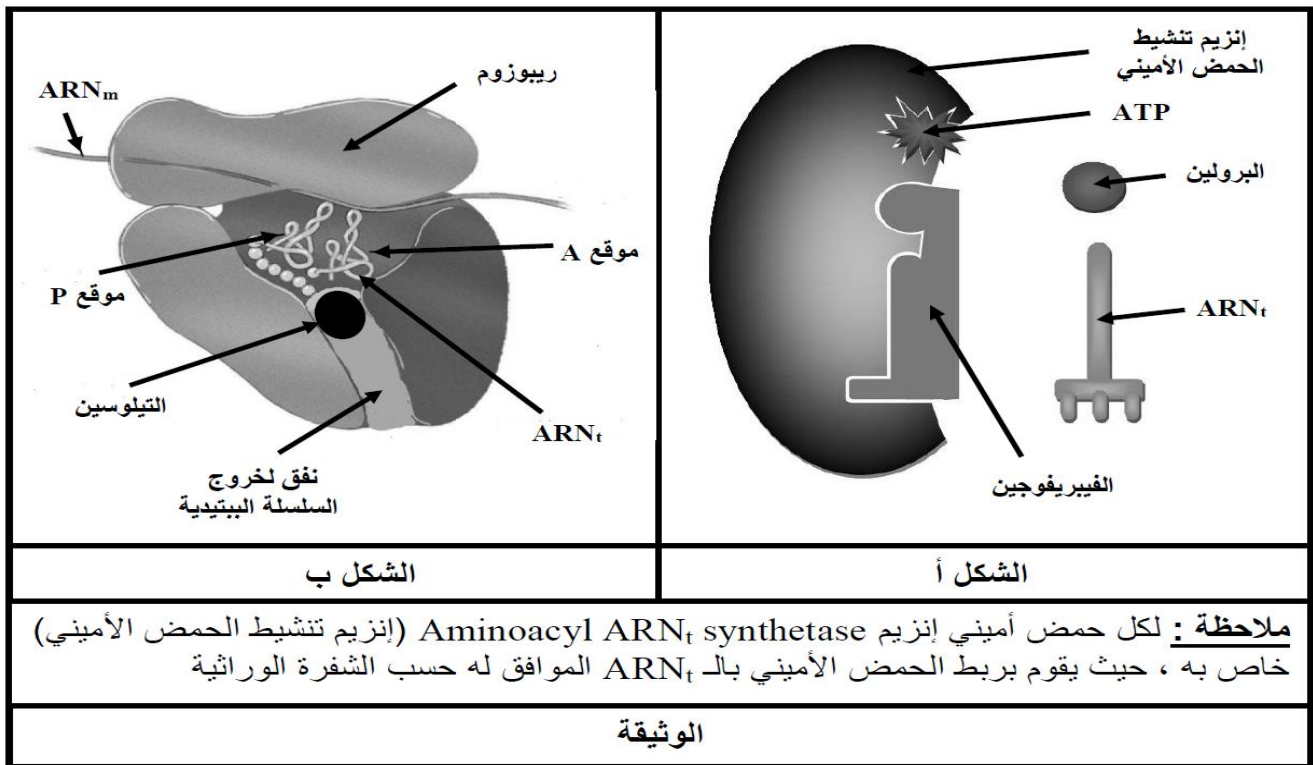 إنزيم تنشيط
الحمض الأميني
ATP
البرولين
ARNt
الفيبريفوجين
ريبوزوم
ARNm
موقع A
موقع P
التيلوسين
ARNt
نفق لخروج
السلسلة الببتيدية
الشكل أ
الشكل ب
ملاحظة : لكل حمض أميني إنزيم Aminoacyl ARNt synthetase (إنزيم تنشيط الحمض الأميني)
خاص به ، حيث يقوم بربط الحمض الأميني بالـ ARNt الموافق له حسب الشفرة الوراثية
الوثيقة